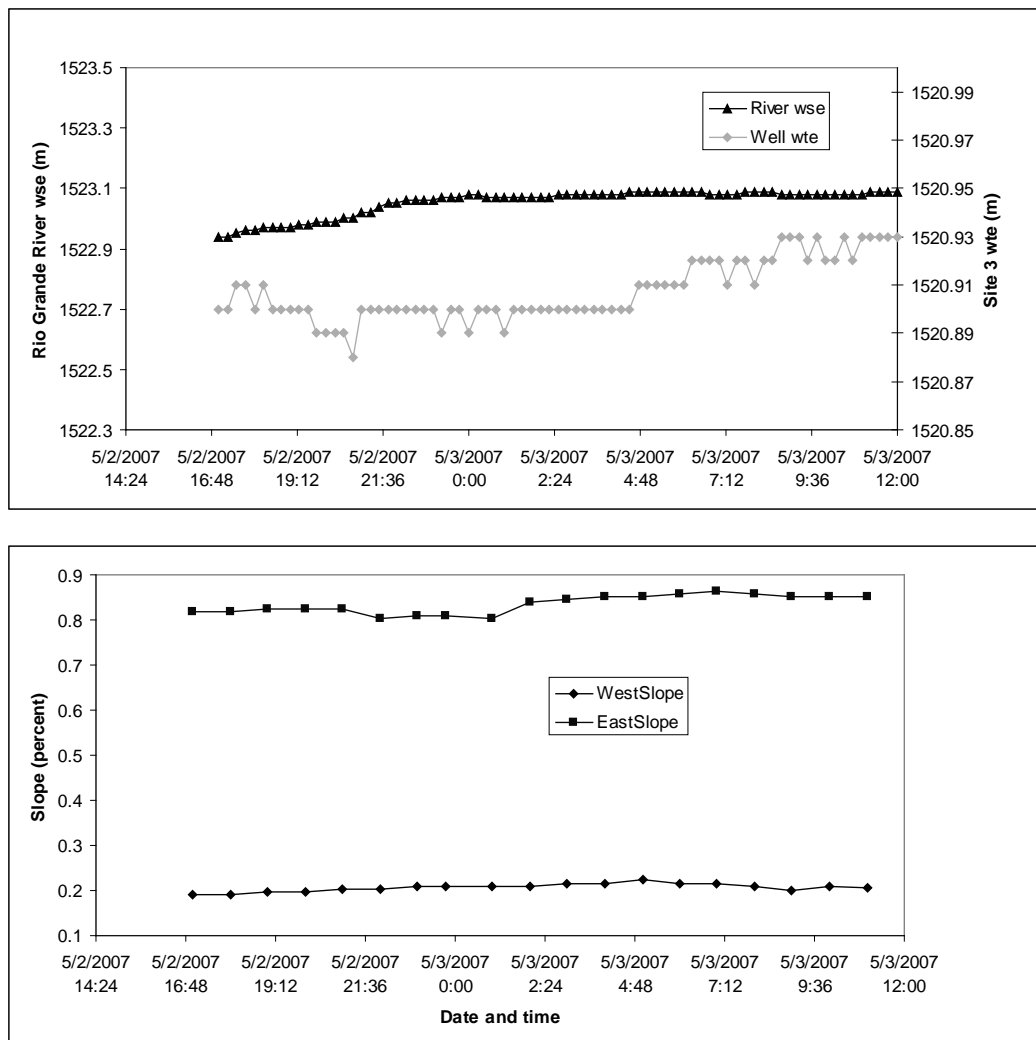 1523.5
1523.3
1523.1
1522.9
1522.7
1522.5
1522.3
Rio Grande River wse (m)
River wse
Well wte
1520.99
1520.97
1520.95
1520.93
1520.91
1520.89
1520.87
1520.85
Site 3 wte (m)
5/2/2007 5/2/2007 5/2/2007 5/2/2007 5/3/2007 5/3/2007 5/3/2007 5/3/2007 5/3/2007 5/3/2007
14:24 16:48 19:12 21:36 0:00 2:24 4:48 7:12 9:36 12:00
0.9
0.8
0.7
0.6
0.5
0.4
0.3
0.2
0.1
Slope (percent)
WestSlope
EastSlope
5/2/2007 5/2/2007 5/2/2007 5/2/2007 5/3/2007 5/3/2007 5/3/2007 5/3/2007 5/3/2007 5/3/2007
14:24 16:48 19:12 21:36 0:00 2:24 4:48 7:12 9:36 12:00
Date and time